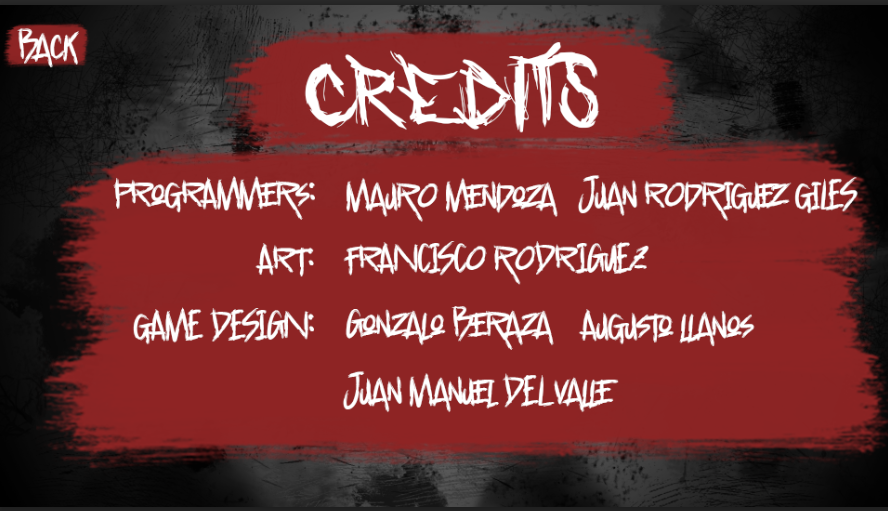 BACK
CREDITS
PROGRAMMERS: MAURO MENDOZA JUAN RODRIGUEZ GILES
ART: FRANCISCO RODRIGUEZ
GAME DESIGN: GONZALO BERAZA AUGUSTO LLANOS
JUAN MANUEL DEL VALLE